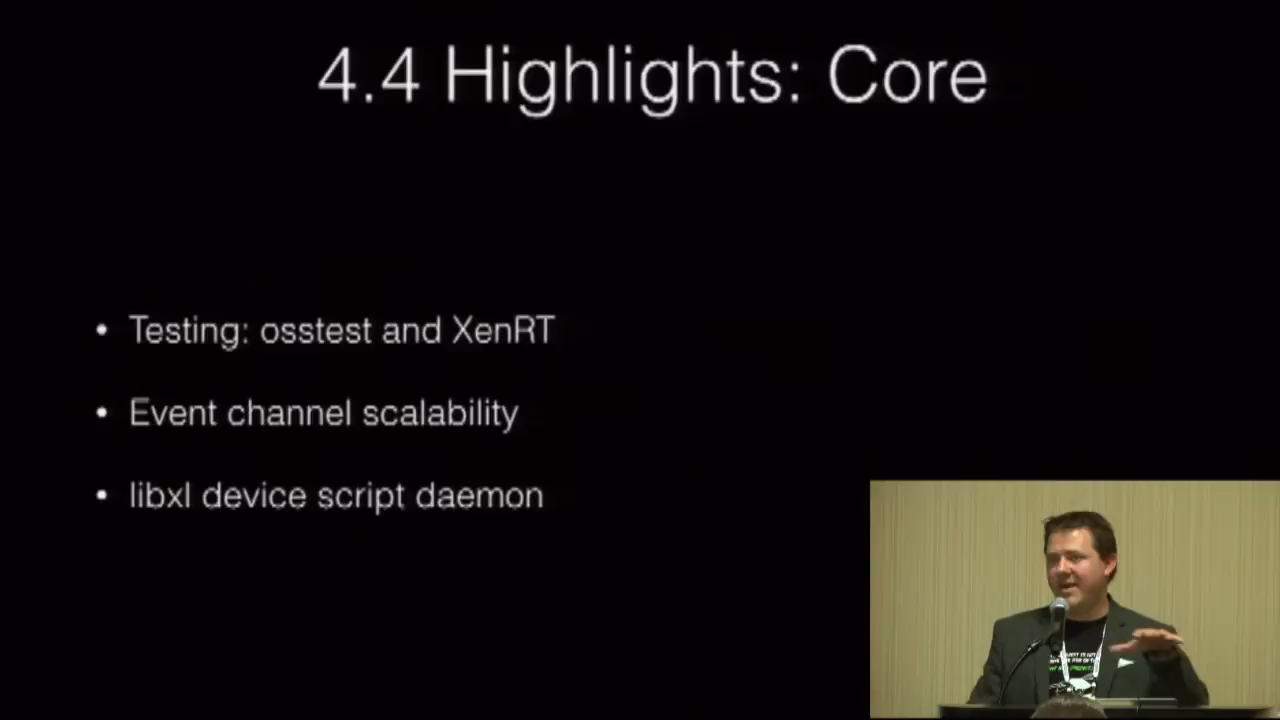 4.4 Highlights: Core
• Testing: osstest and XenRT
• Event channel scalability
• libxl device script daemon